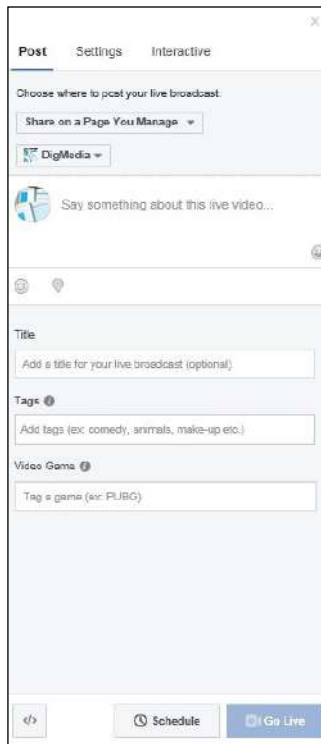 Post Settings Interactive
Choose where to post your live broadcast.
Share on a Page You Manage
DigMedia
Say something about this live video...
Title
Add a title for your live broadcast (optional)
Tags
Add tags (ex: comedy, animals, make-up etc.)
Video Game
Tag a game (ex: PUBG)
</> Schedule Go Live